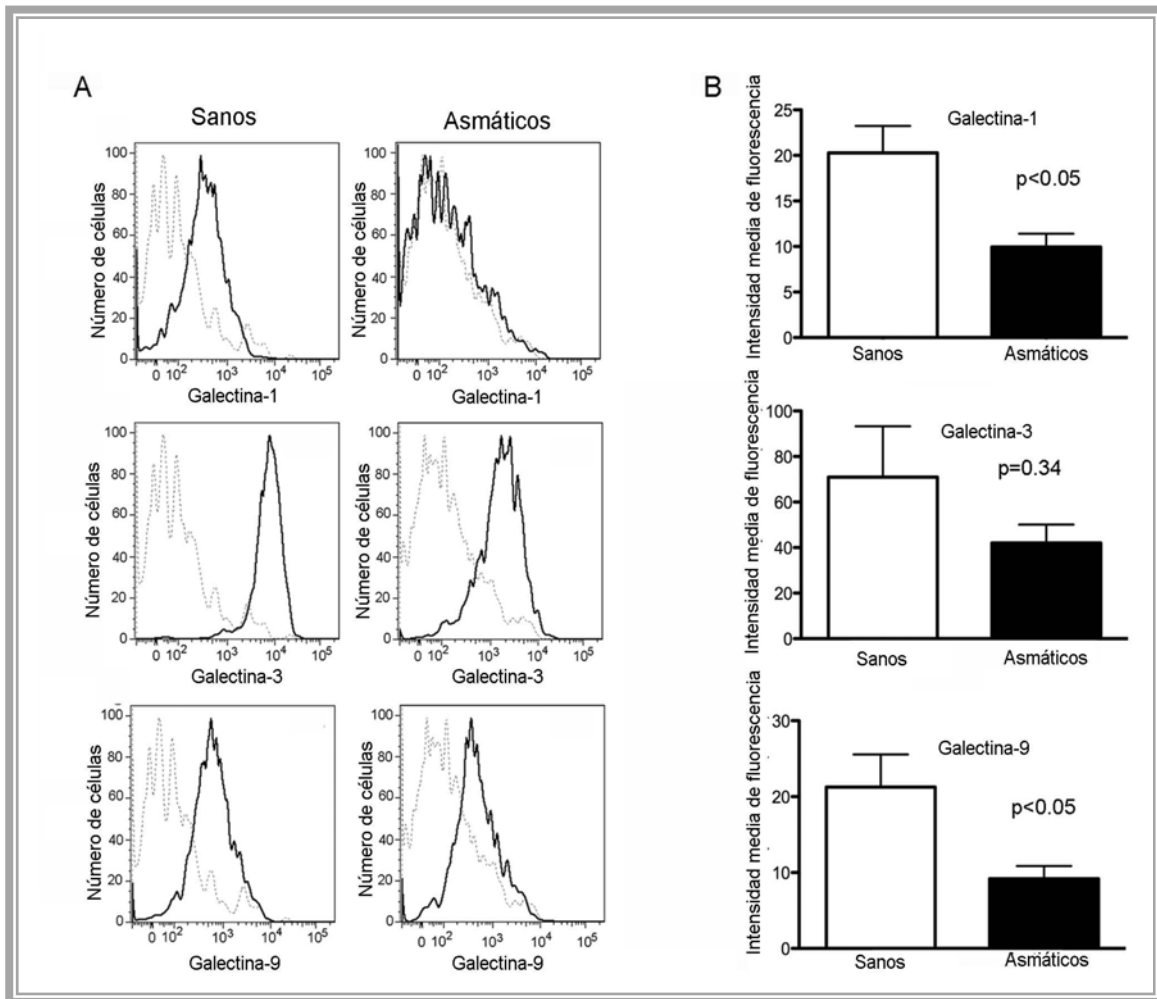 A
Sanos
Asmáticos
Número de células
100
80
60
40
20
0
0 10² 10³ 10⁴ 10⁵
Galectina-1
Número de células
100
80
60
40
20
0
0 10² 10³ 10⁴ 10⁵
Galectina-1
Número de células
100
80
60
40
20
0
0 10² 10³ 10⁴ 10⁵
Galectina-3
Número de células
100
80
60
40
20
0
0 10² 10³ 10⁴ 10⁵
Galectina-3
Número de células
100
80
60
40
20
0
0 10² 10³ 10⁴ 10⁵
Galectina-9
Número de células
100
80
60
40
20
0
0 10² 10³ 10⁴ 10⁵
Galectina-9
B
Intensidad media de fluorescencia
25
20
15
10
5
0
Galectina-1
p<0.05
Sanos
Asmáticos
Intensidad media de fluorescencia
100
80
60
40
20
0
Galectina-3
p=0.34
Sanos
Asmáticos
Intensidad media de fluorescencia
30
20
10
0
Galectina-9
p<0.05
Sanos
Asmáticos